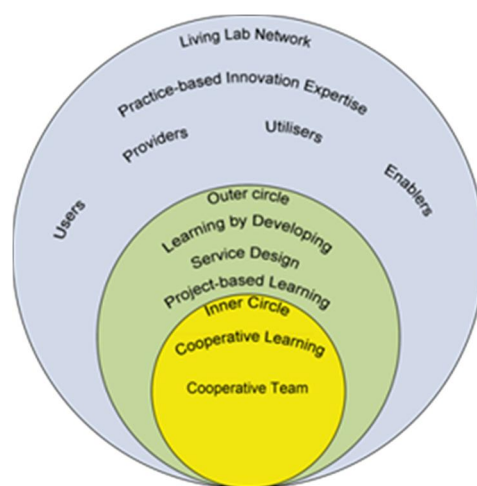 Living Lab Network
Practice-based Innovation Expertise
Providers
Utilisers
Users
Enablers
Outer circle
Learning by Developing
Service Design
Project-based Learning
Inner Circle
Cooperative Learning
Cooperative Team